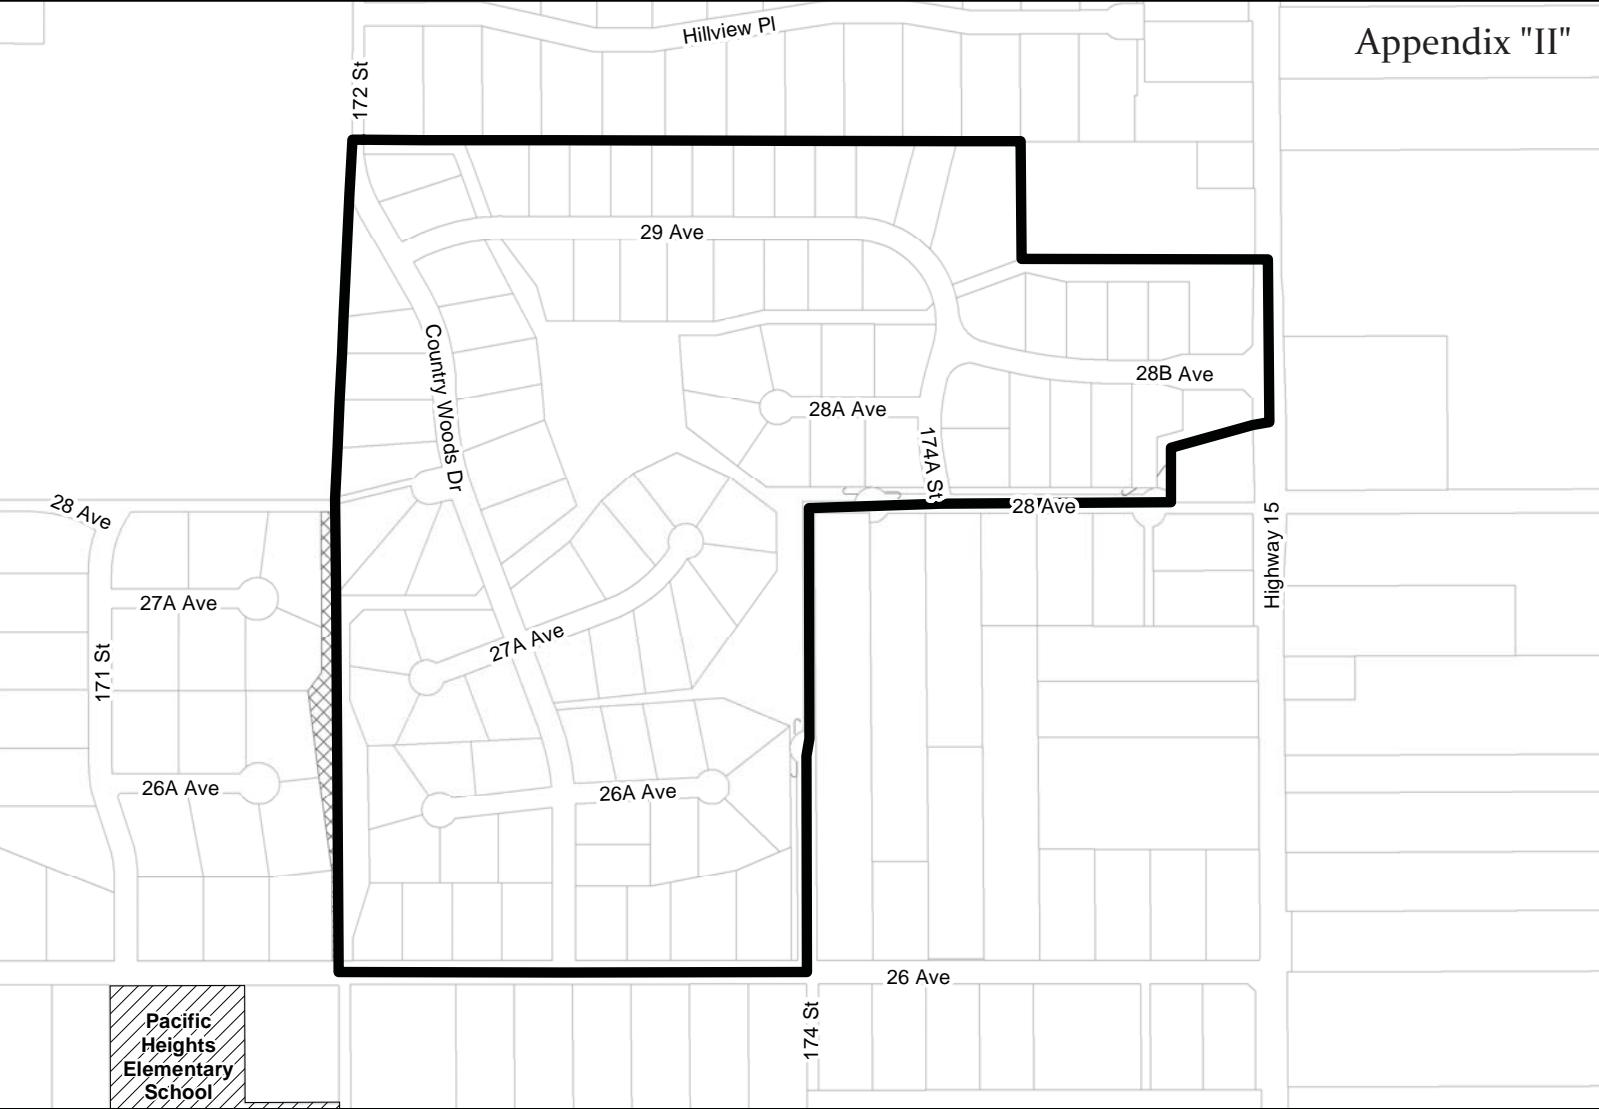 Hillview Pl
Appendix "II"
172 St
29 Ave
Country Woods Dr
28B Ave
28A Ave
174A St
28 Ave
28 Ave
Highway 15
27A Ave
27A Ave
171 St
26A Ave
26A Ave
26 Ave
174 St
Pacific
Heights
Elementary
School